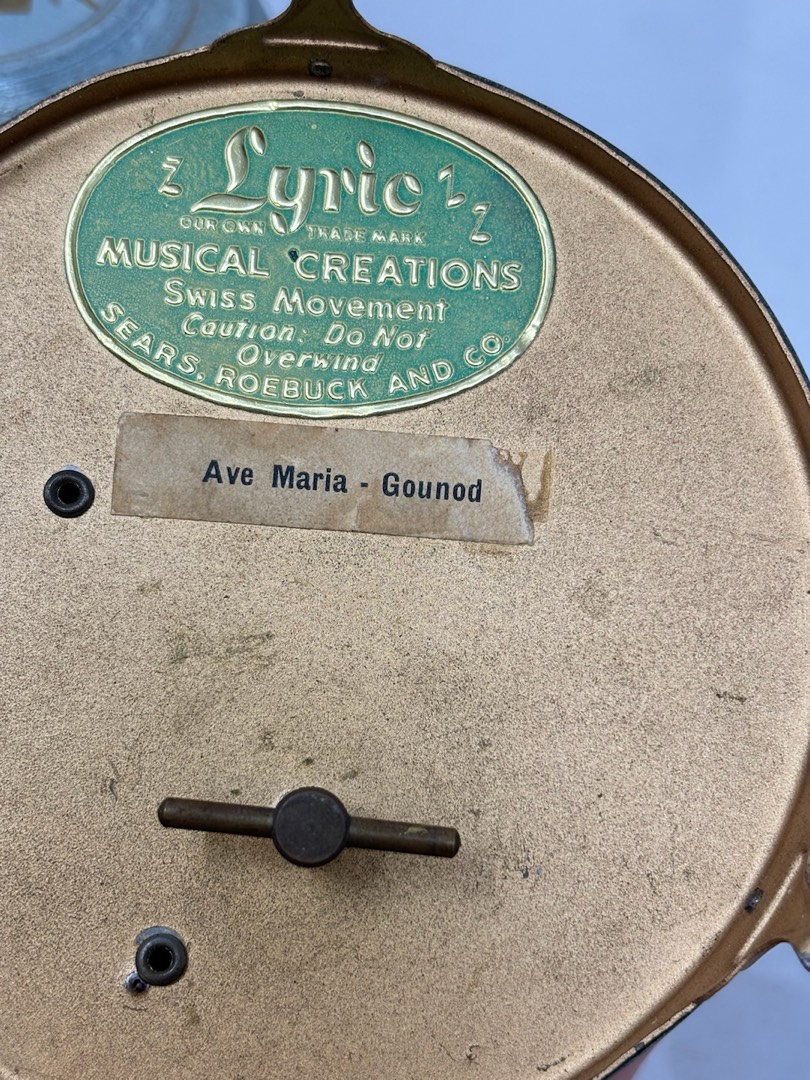 Lyric
OUR OWN TRADE MARK
MUSICAL CREATIONS
Swiss Movement
Caution: Do Not
Overwind
SEARS, ROEBUCK AND CO.
Ave Maria - Gounod